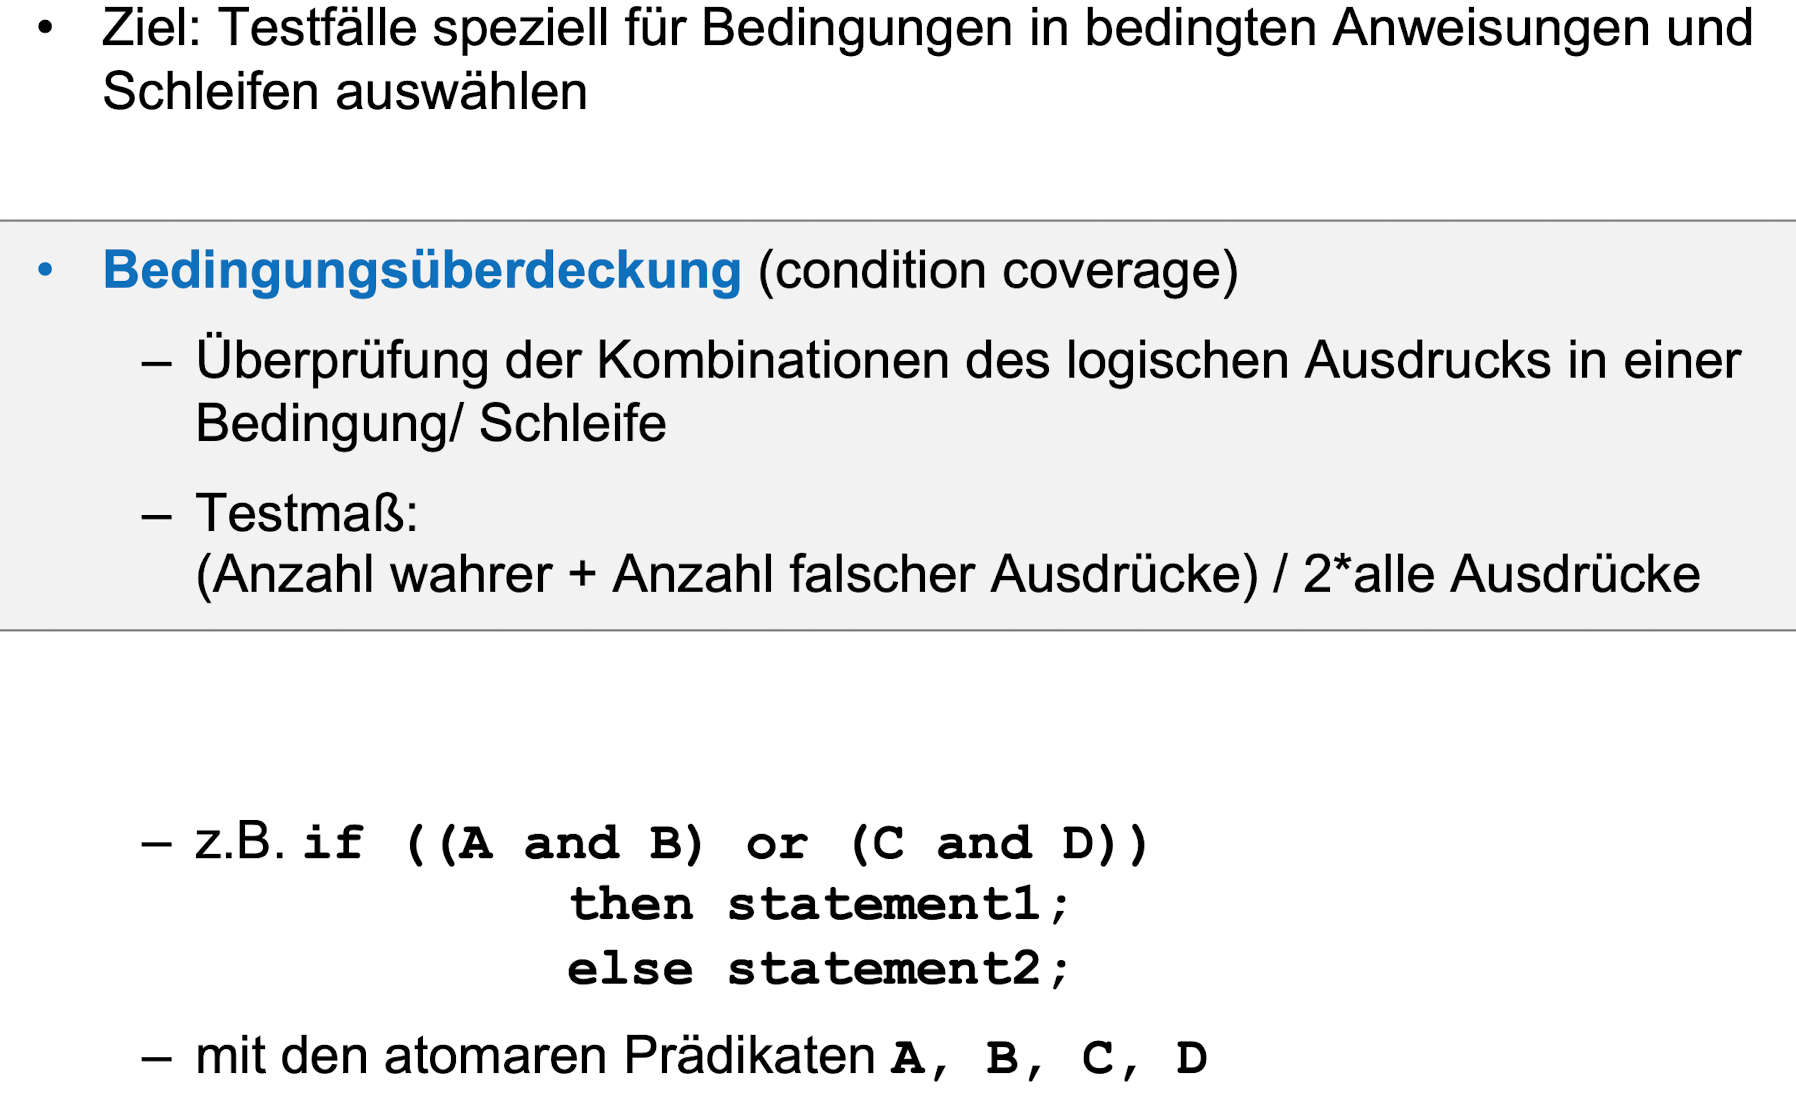 • Ziel: Testfälle speziell für Bedingungen in bedingten Anweisungen und
Schleifen auswählen
• Bedingungsüberdeckung (condition coverage)
– Überprüfung der Kombinationen des logischen Ausdrucks in einer
Bedingung/ Schleife
– Testmaß:
(Anzahl wahrer + Anzahl falscher Ausdrücke) / 2*alle Ausdrücke
– z.B. if ((A and B) or (C and D))
then statement1;
else statement2;
– mit den atomaren Prädikaten A, B, C, D